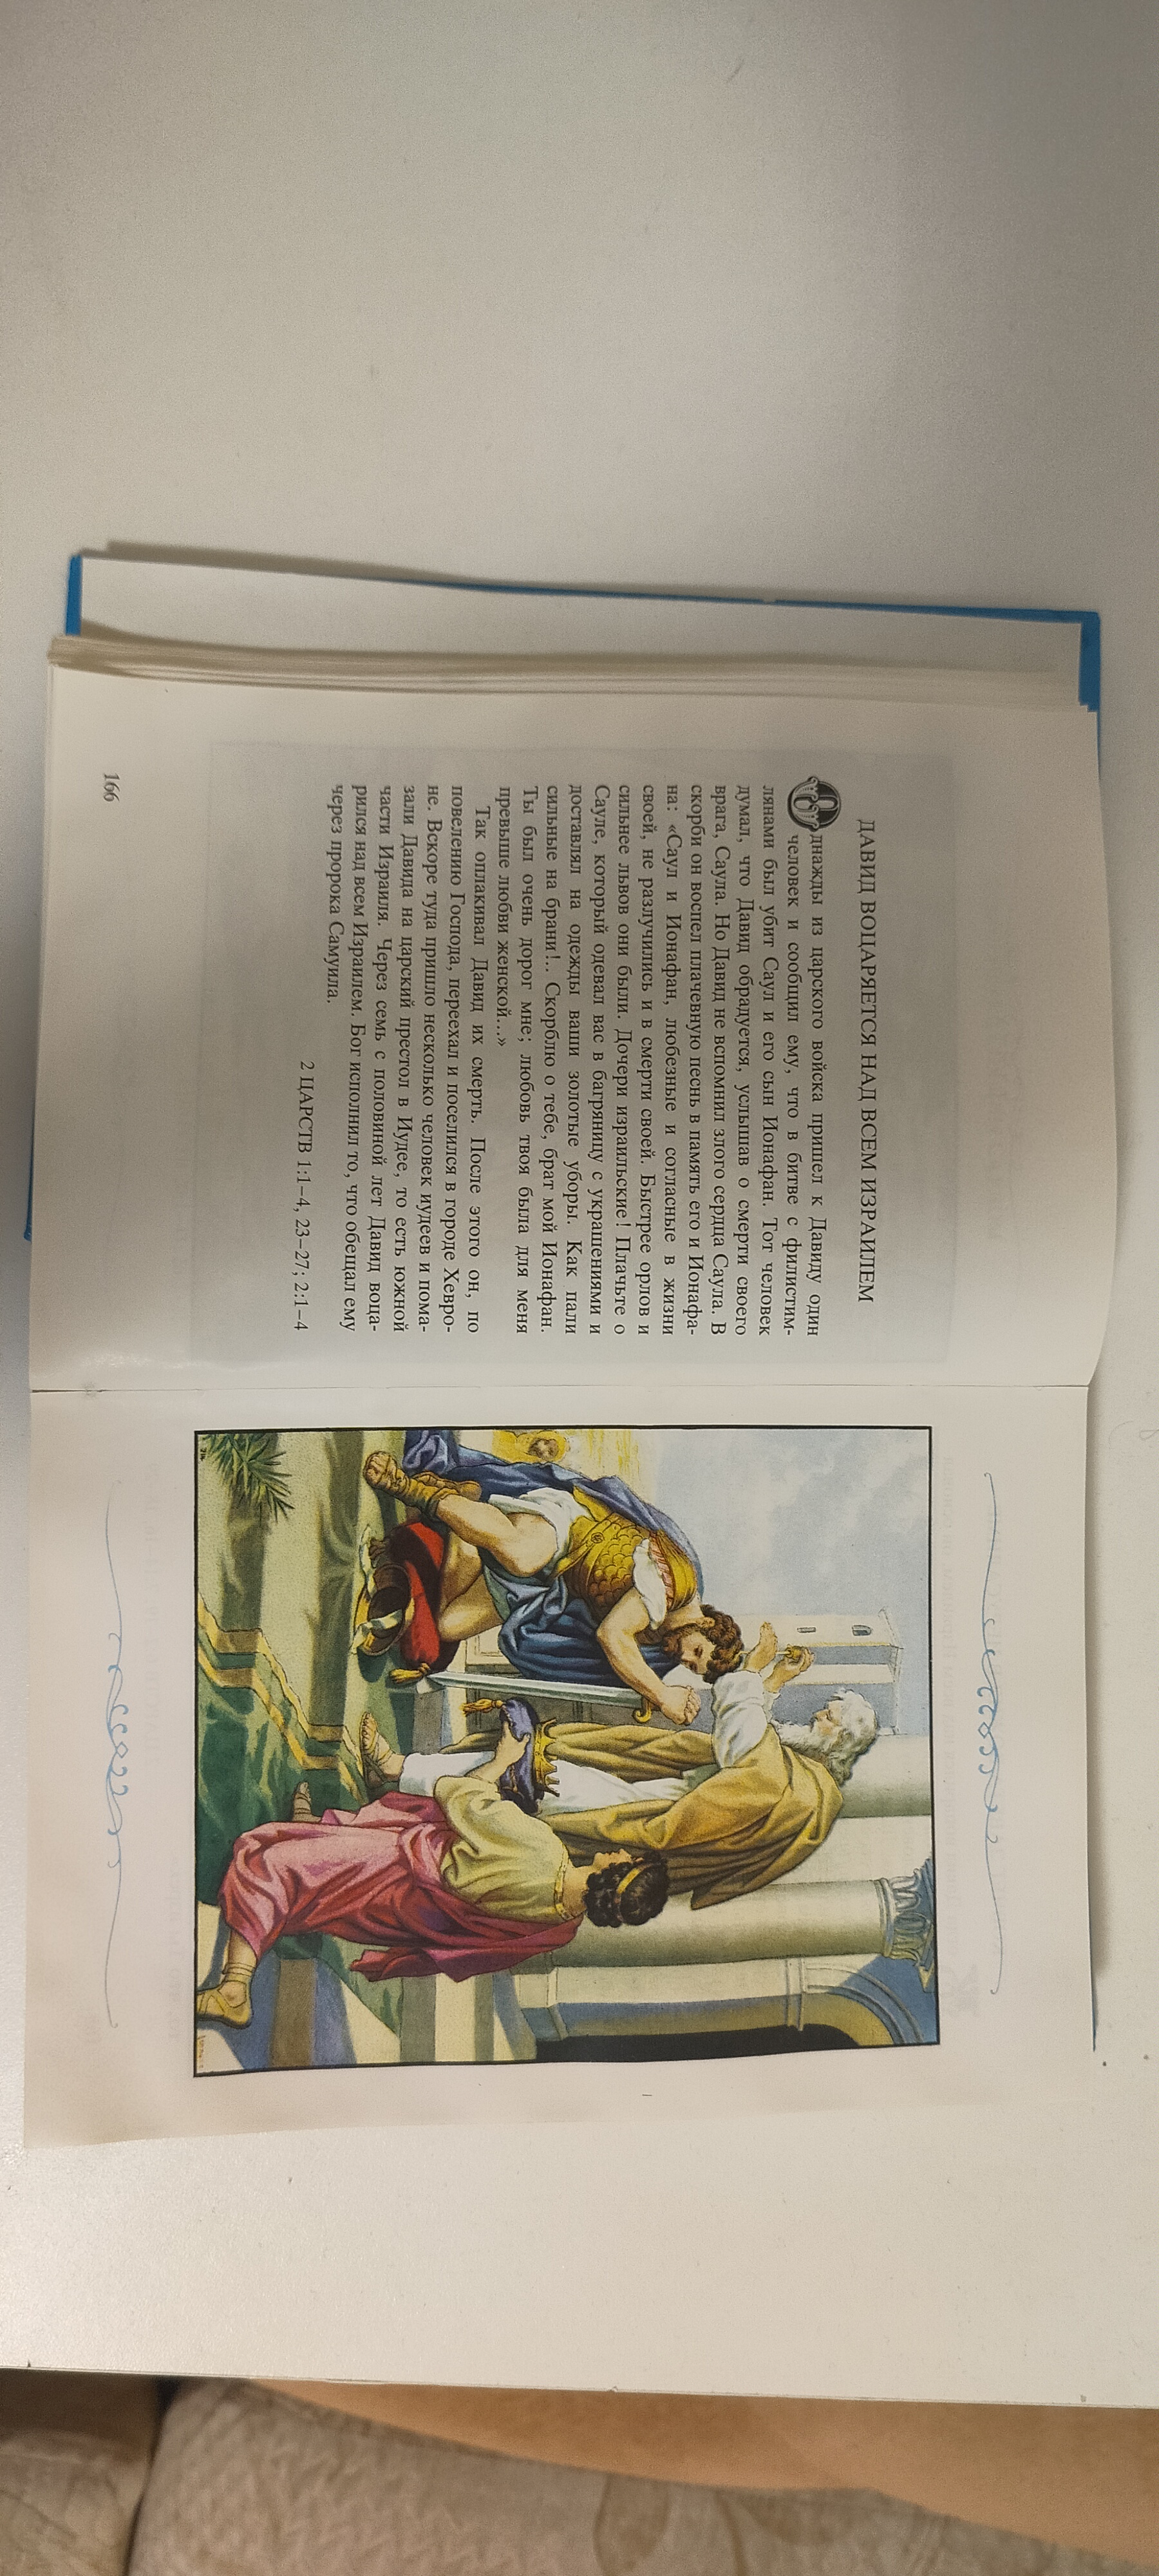 ДАВИД ВОЦАРЯЕТСЯ НАД ВСЕМ ИЗРАИЛЕМ
Однажды из царского войска пришел к Давиду один
человек и сообщил ему, что в битве с филистим-
лянами был убит Саул и его сын Ионафан. Тот человек
думал, что Давид обрадуется, услышав о смерти своего
врага, Саула. Но Давид не вспомнил злого сердца Саула. В
скорби он воспел плачевную песнь в память его и Ионафа-
на: «Саул и Ионафан, любезные и согласные в жизни
своей, не разлучились и в смерти своей. Быстрее орлов и
сильнее львов они были. Дочери израильские! Плачьте о
Сауле, который одевал вас в багряницу с украшениями и
доставлял на одежды ваши золотые уборы. Как пали
сильные на брани!.. Скорблю о тебе, брат мой Ионафан.
Ты был очень дорог мне; любовь твоя была для меня
превыше любви женской...»
Так оплакивал Давид их смерть. После этого он, по
повелению Господа, переехал и поселился в городе Хевро-
не. Вскоре туда пришло несколько человек иудеев и пома-
зали Давида на царский престол в Иудее, то есть южной
части Израиля. Через семь с половиной лет Давид воца-
рился над всем Израилем. Бог исполнил то, что обещал ему
через пророка Самуила.
2 ЦАРСТВ 1:1–4, 23–27; 2:1–4
166